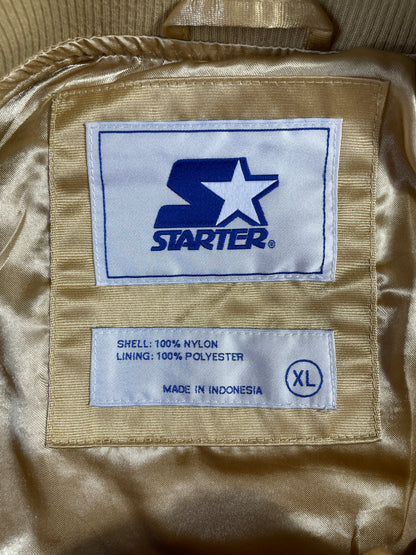 STARTER®
SHELL: 100% NYLON
LINING: 100% POLYESTER
MADE IN INDONESIA
XL